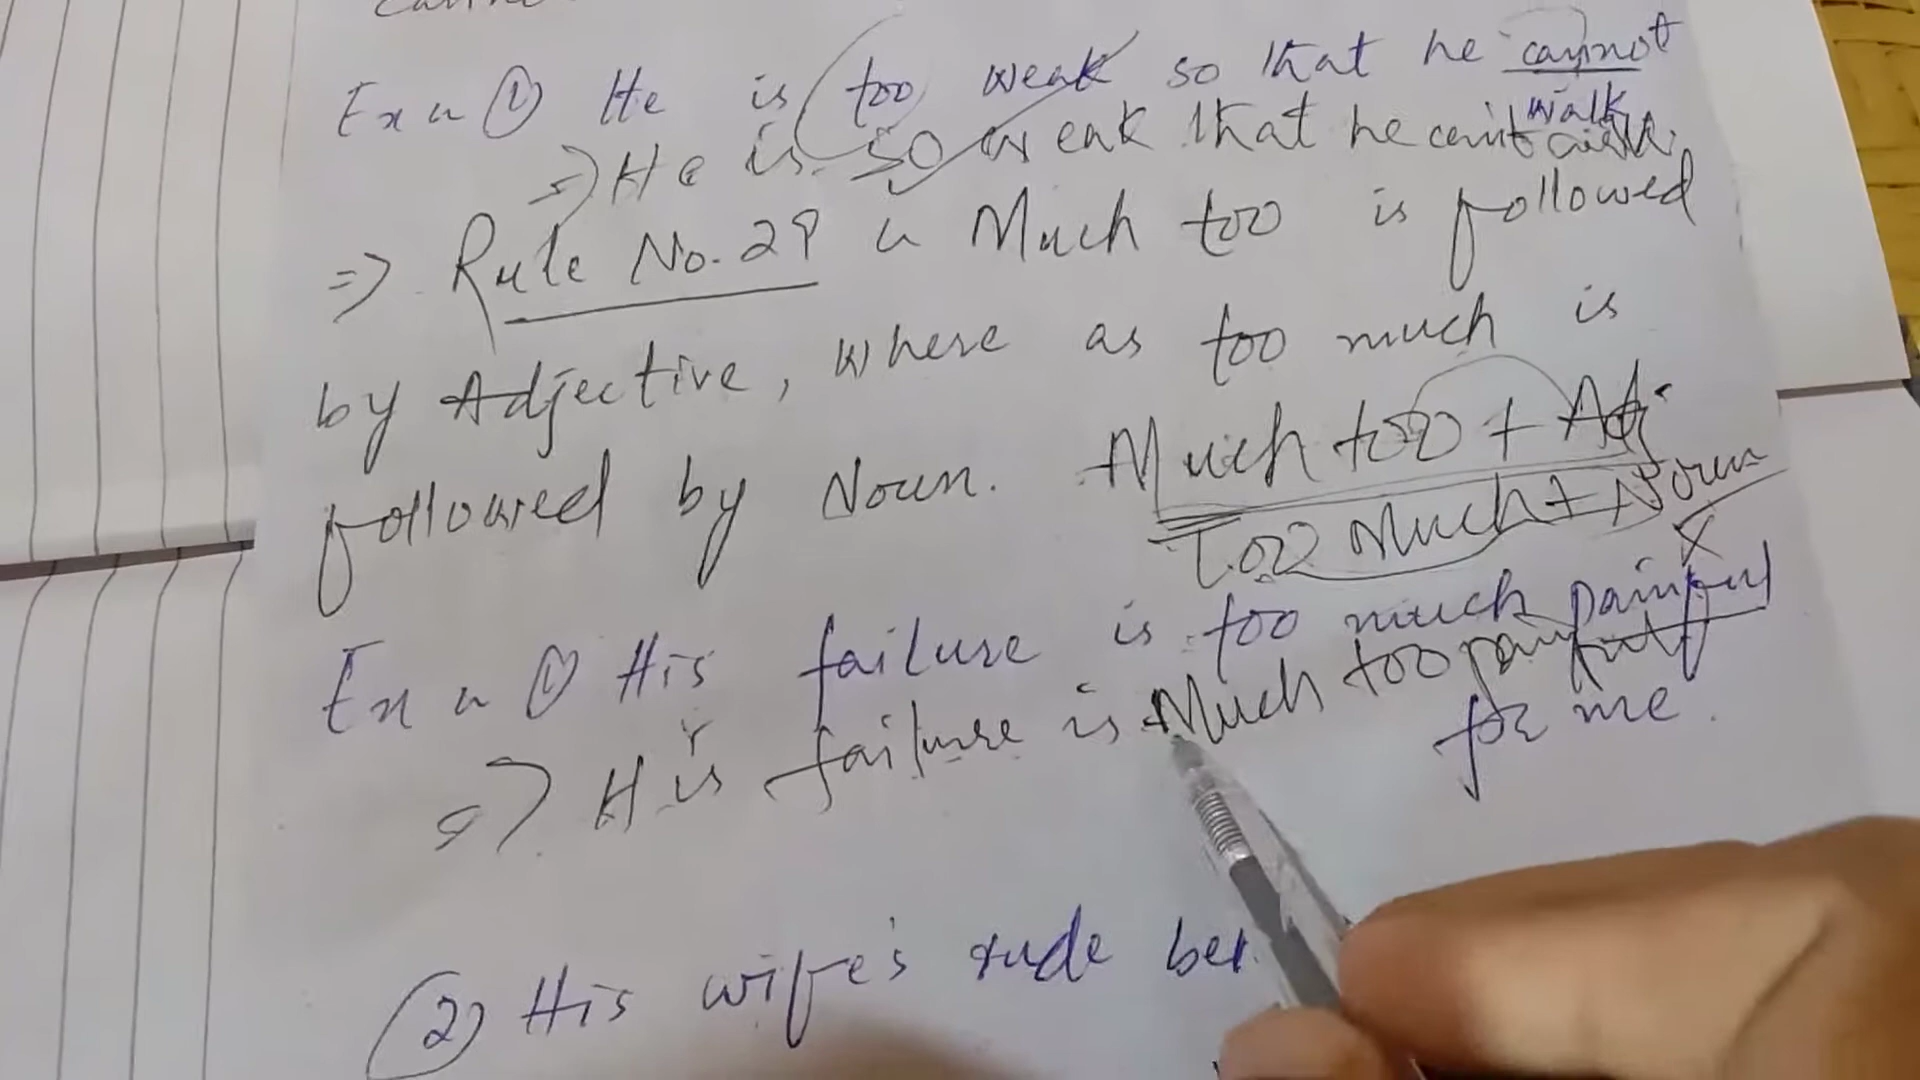 Ex ① He is too weak so that he cannot walk
⇒ He is so weak that he can't walk.
⇒ Rule No. 29 Much too is followed
by Adjective, where as too much is
followed by Noun. Much too + Adj.
Too Much + Noun
Ex ① His failure is too much painful
for me.
⇒ His failure is Much too painful
(2) His wife's rude